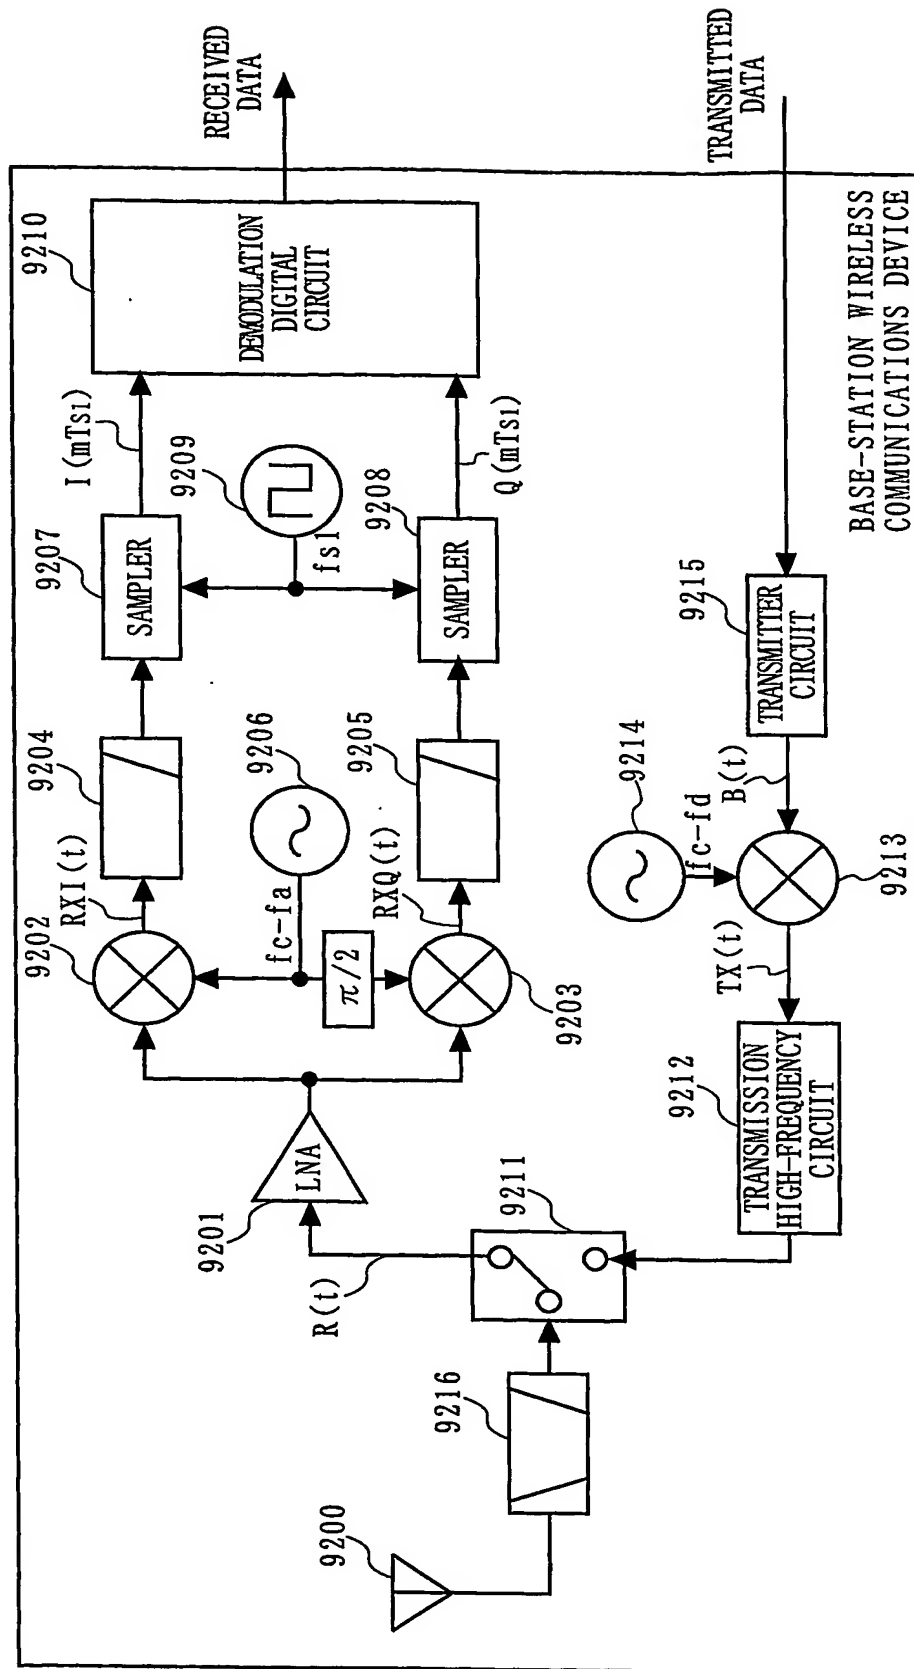 9200
9216
R(t)
9211
9201
LNA
9202
RXI(t)
9204
9207
SAMPLER
I(mTs1)
9210
DEMODULATION
DIGITAL
CIRCUIT
RECEIVED
DATA
fc-fa
9206
π/2
9203
RXQ(t)
9205
9209
fs1
9208
SAMPLER
Q(mTs1)
9212
TRANSMISSION
HIGH-FREQUENCY
CIRCUIT
TX(t)
9214
fc-fd
9213
B(t)
9215
TRANSMITTER
CIRCUIT
TRANSMITTED
DATA
BASE-STATION WIRELESS
COMMUNICATIONS DEVICE